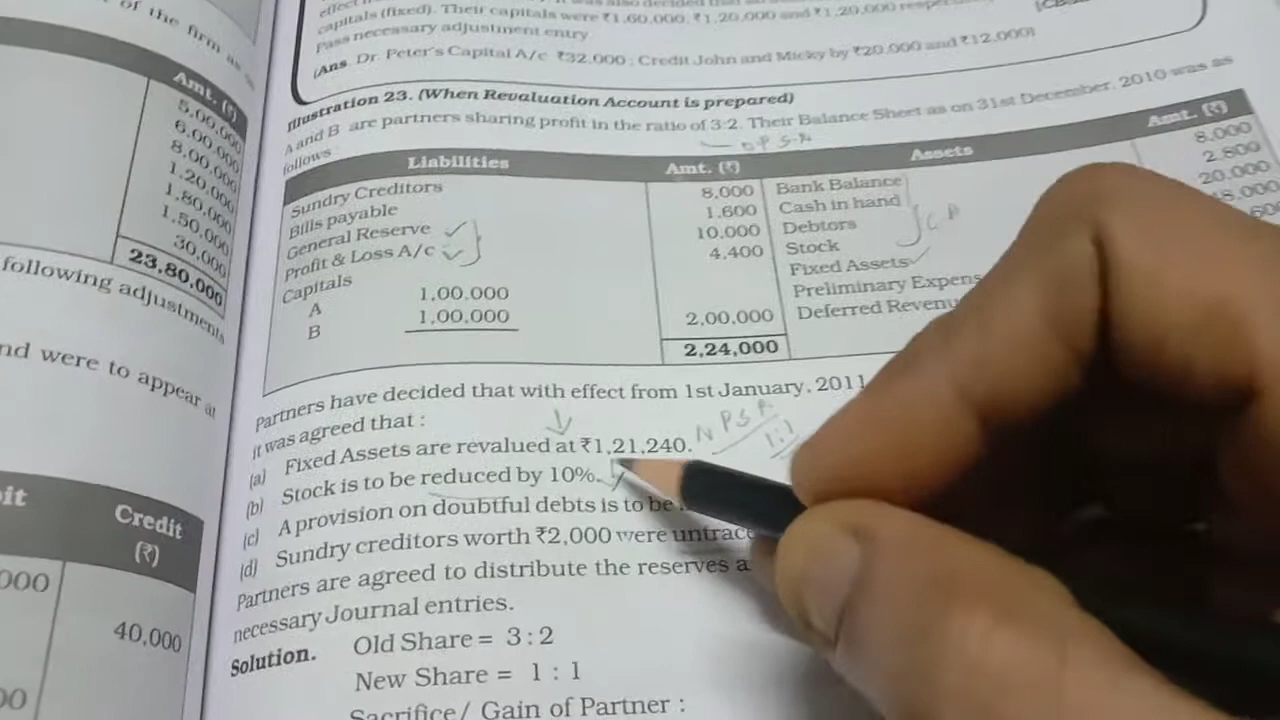 of the firm as
Amt. (₹)
5,00,000
6,00,000
8,00,000
1,20,000
1,80,000
1,50,000
30,000
23,80,000
following adjustments
nd were to appear at
it
Credit
(₹)
000
40,000
00
capitals (fixed). Their capitals were ₹1,60,000, ₹1,20,000 and ₹1,20,000
Pass necessary adjustment entry
[Ans. Dr. Peter's Capital A/c ₹32,000 ; Credit John and Micky by ₹20,000 and ₹12,000]
Illustration 23. (When Revaluation Account is prepared)
A and B are partners sharing profit in the ratio of 3:2. Their Balance Sheet as on 31st December, 2010 was as
follows :
Liabilities Amt. (₹) Assets Amt. (₹)
Sundry Creditors 8,000 Bank Balance 8,000
Bills payable 1,600 Cash in hand 2,800
General Reserve 10,000 Debtors 20,000
Profit & Loss A/c 4,400 Stock
Capitals Fixed Assets
A 1,00,000 Preliminary Expens
B 1,00,000 2,00,000 Deferred Revenu
2,24,000
Partners have decided that with effect from 1st January, 2011
it was agreed that :
(a) Fixed Assets are revalued at ₹1,21,240. N P S R
1:1
(b) Stock is to be reduced by 10%.
(c) A provision on doubtful debts is to be
(d) Sundry creditors worth ₹2,000 were untrace
Partners are agreed to distribute the reserves a
necessary Journal entries.
Solution. Old Share = 3 : 2
New Share = 1 : 1
Sacrifice/ Gain of Partner :